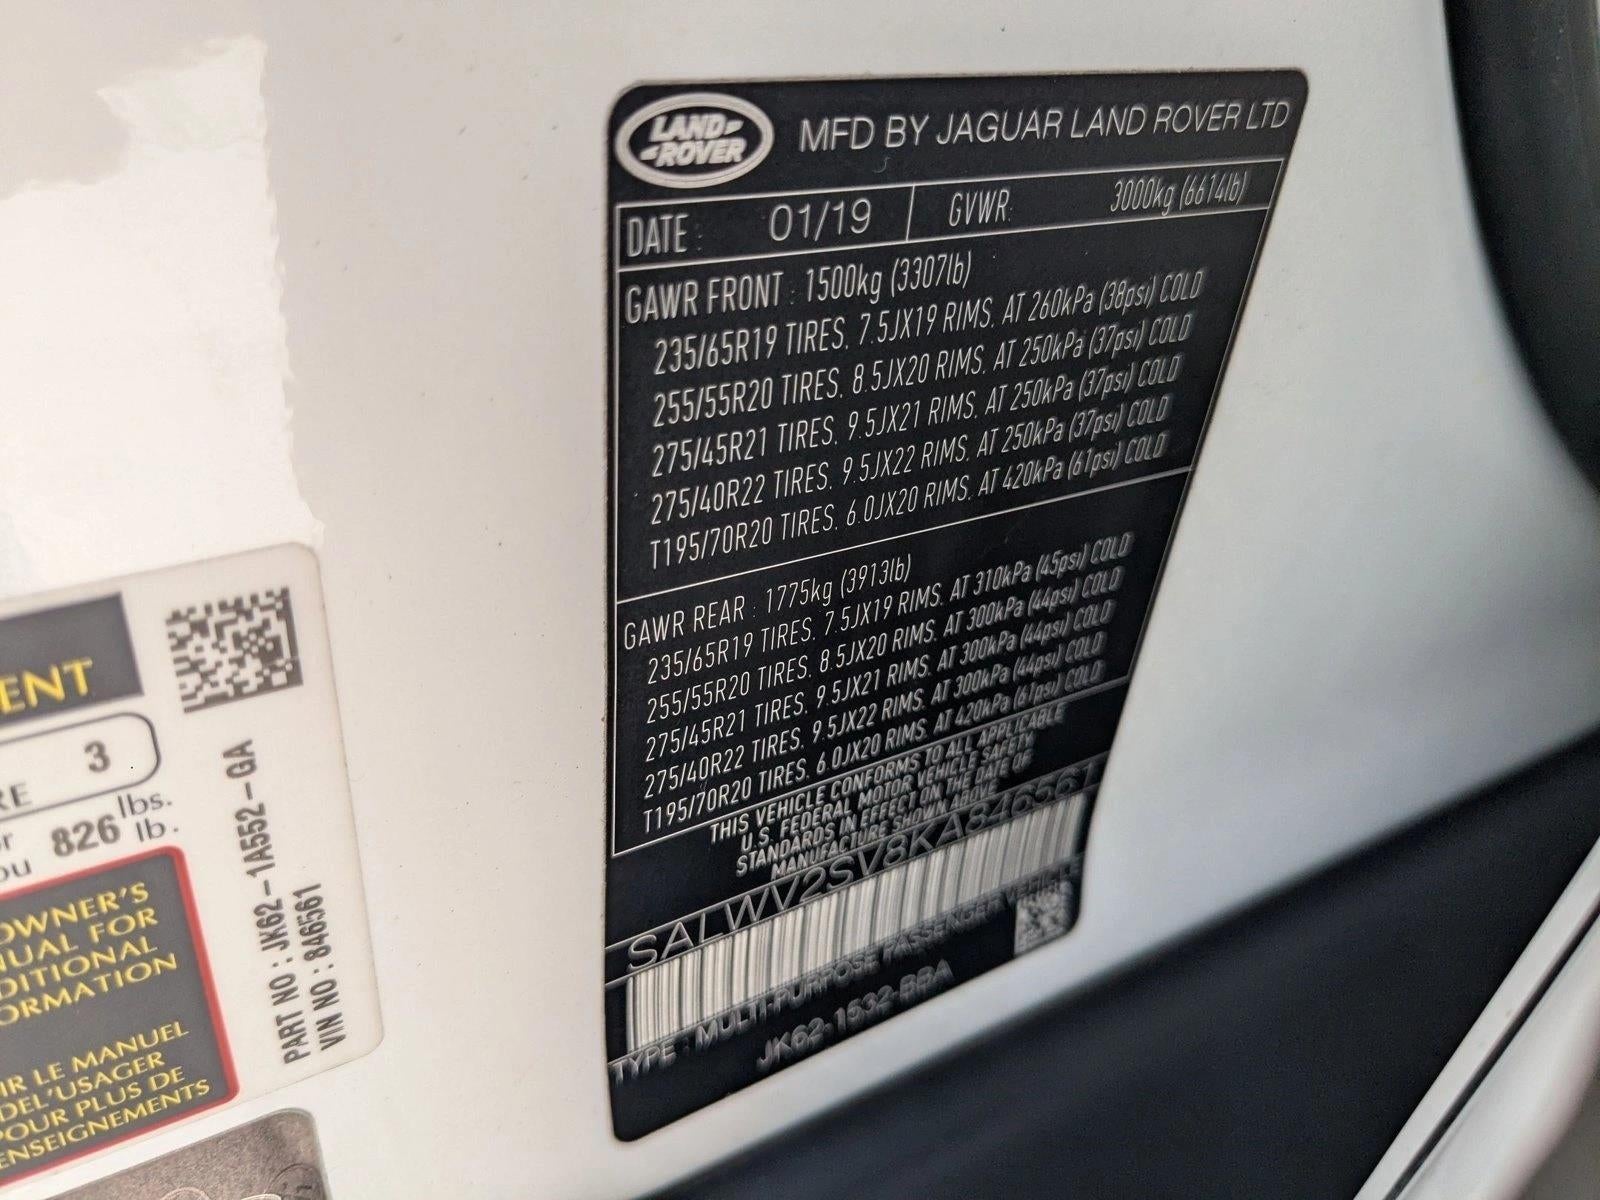 LAND-
-ROVER
MFD BY JAGUAR LAND ROVER LTD
DATE : 01/19 GVWR: 3000kg (6614lb)
GAWR FRONT : 1500kg (3307lb)
235/65R19 TIRES, 7.5JX19 RIMS, AT 260kPa (38psi) COLD
255/55R20 TIRES, 8.5JX20 RIMS, AT 250kPa (37psi) COLD
275/45R21 TIRES, 9.5JX21 RIMS, AT 250kPa (37psi) COLD
275/40R22 TIRES, 9.5JX22 RIMS, AT 250kPa (37psi) COLD
T195/70R20 TIRES, 6.0JX20 RIMS, AT 420kPa (61psi) COLD
GAWR REAR : 1775kg (3913lb)
235/65R19 TIRES, 7.5JX19 RIMS, AT 310kPa (45psi) COLD
255/55R20 TIRES, 8.5JX20 RIMS, AT 300kPa (44psi) COLD
275/45R21 TIRES, 9.5JX21 RIMS, AT 300kPa (44psi) COLD
275/40R22 TIRES, 9.5JX22 RIMS, AT 300kPa (44psi) COLD
T195/70R20 TIRES, 6.0JX20 RIMS, AT 420kPa (61psi) COLD
THIS VEHICLE CONFORMS TO ALL APPLICABLE
U.S. FEDERAL MOTOR VEHICLE SAFETY
STANDARDS IN EFFECT ON THE DATE OF
MANUFACTURE SHOWN ABOVE
SALWV2SV8KA846561
TYPE : MULTI-PURPOSE PASSENGER VEHICLE
JK62-1532-BBA
ENT
3
RE
or 826 lbs.
ou lb.
OWNER'S
NUAL FOR
DITIONAL
ORMATION
IR LE MANUEL
DEL'USAGER
POUR PLUS DE
ENSEIGNEMENTS
PART NO : JK62-1A552-GA
VIN NO : 846561